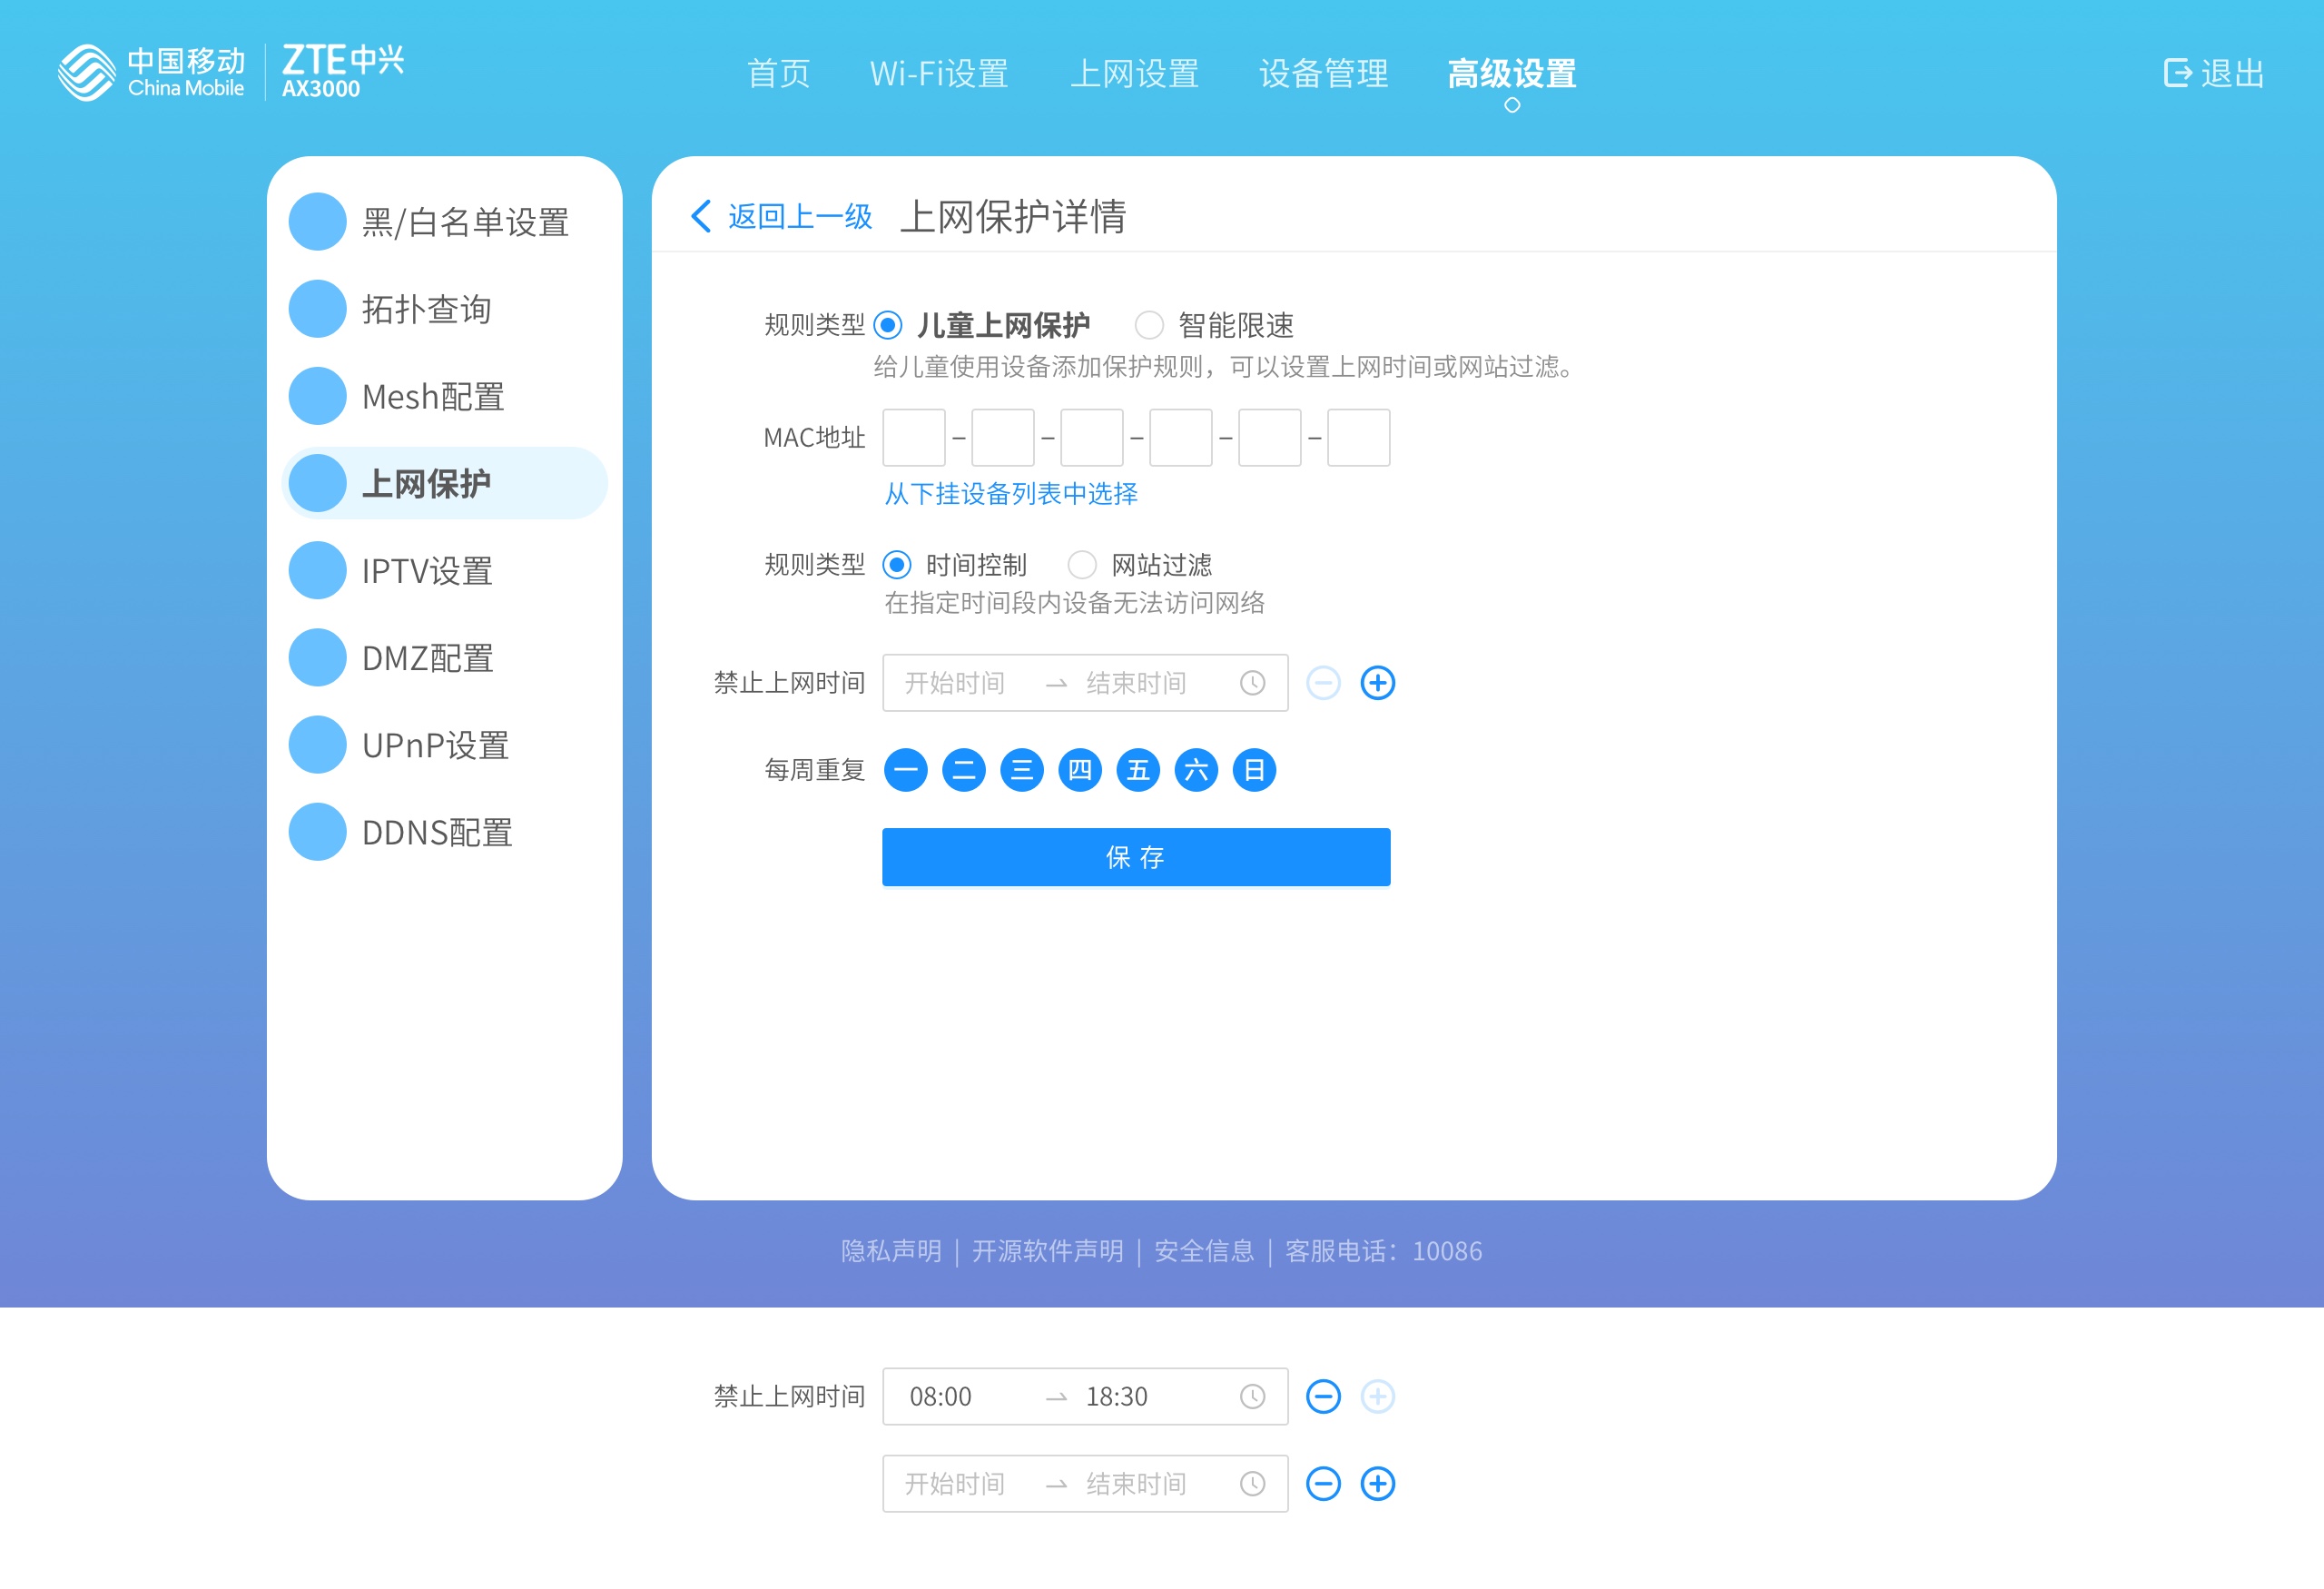 中国移动
China Mobile
ZTE中兴
AX3000
首页 Wi-Fi设置 上网设置 设备管理 高级设置
退出
黑/白名单设置
拓扑查询
Mesh配置
上网保护
IPTV设置
DMZ配置
UPnP设置
DDNS配置
返回上一级 上网保护详情
规则类型 儿童上网保护 智能限速
给儿童使用设备添加保护规则，可以设置上网时间或网站过滤。
MAC地址 – – – – –
从下挂设备列表中选择
规则类型 时间控制 网站过滤
在指定时间段内设备无法访问网络
禁止上网时间 开始时间 结束时间
每周重复 一 二 三 四 五 六 日
保 存
隐私声明 | 开源软件声明 | 安全信息 | 客服电话：10086
禁止上网时间 08:00 18:30
开始时间 结束时间